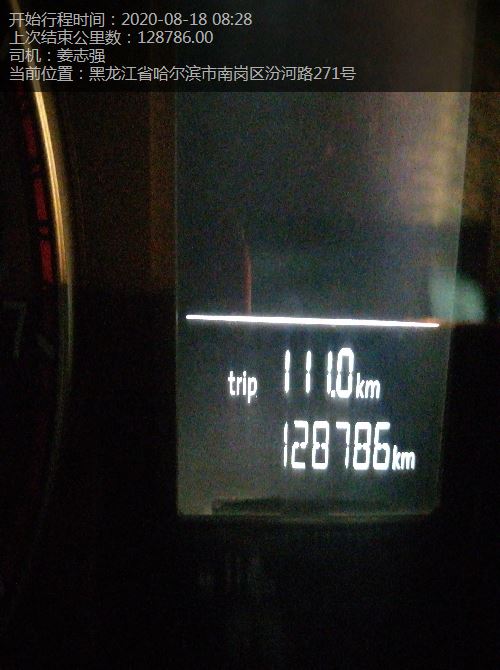 开始行程时间：2020-08-18 08:28
上次结束公里数：128786.00
司机：姜志强
当前位置：黑龙江省哈尔滨市南岗区汾河路271号
7
trip 111.0km
128786km